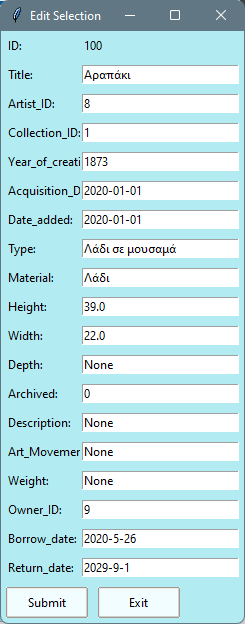 Edit Selection
ID: 100
Title: Αραπάκι
Artist_ID: 8
Collection_ID: 1
Year_of_creati 1873
Acquisition_D 2020-01-01
Date_added: 2020-01-01
Type: Λάδι σε μουσαμά
Material: Λάδι
Height: 39.0
Width: 22.0
Depth: None
Archived: 0
Description: None
Art_Movemer None
Weight: None
Owner_ID: 9
Borrow_date: 2020-5-26
Return_date: 2029-9-1
Submit Exit